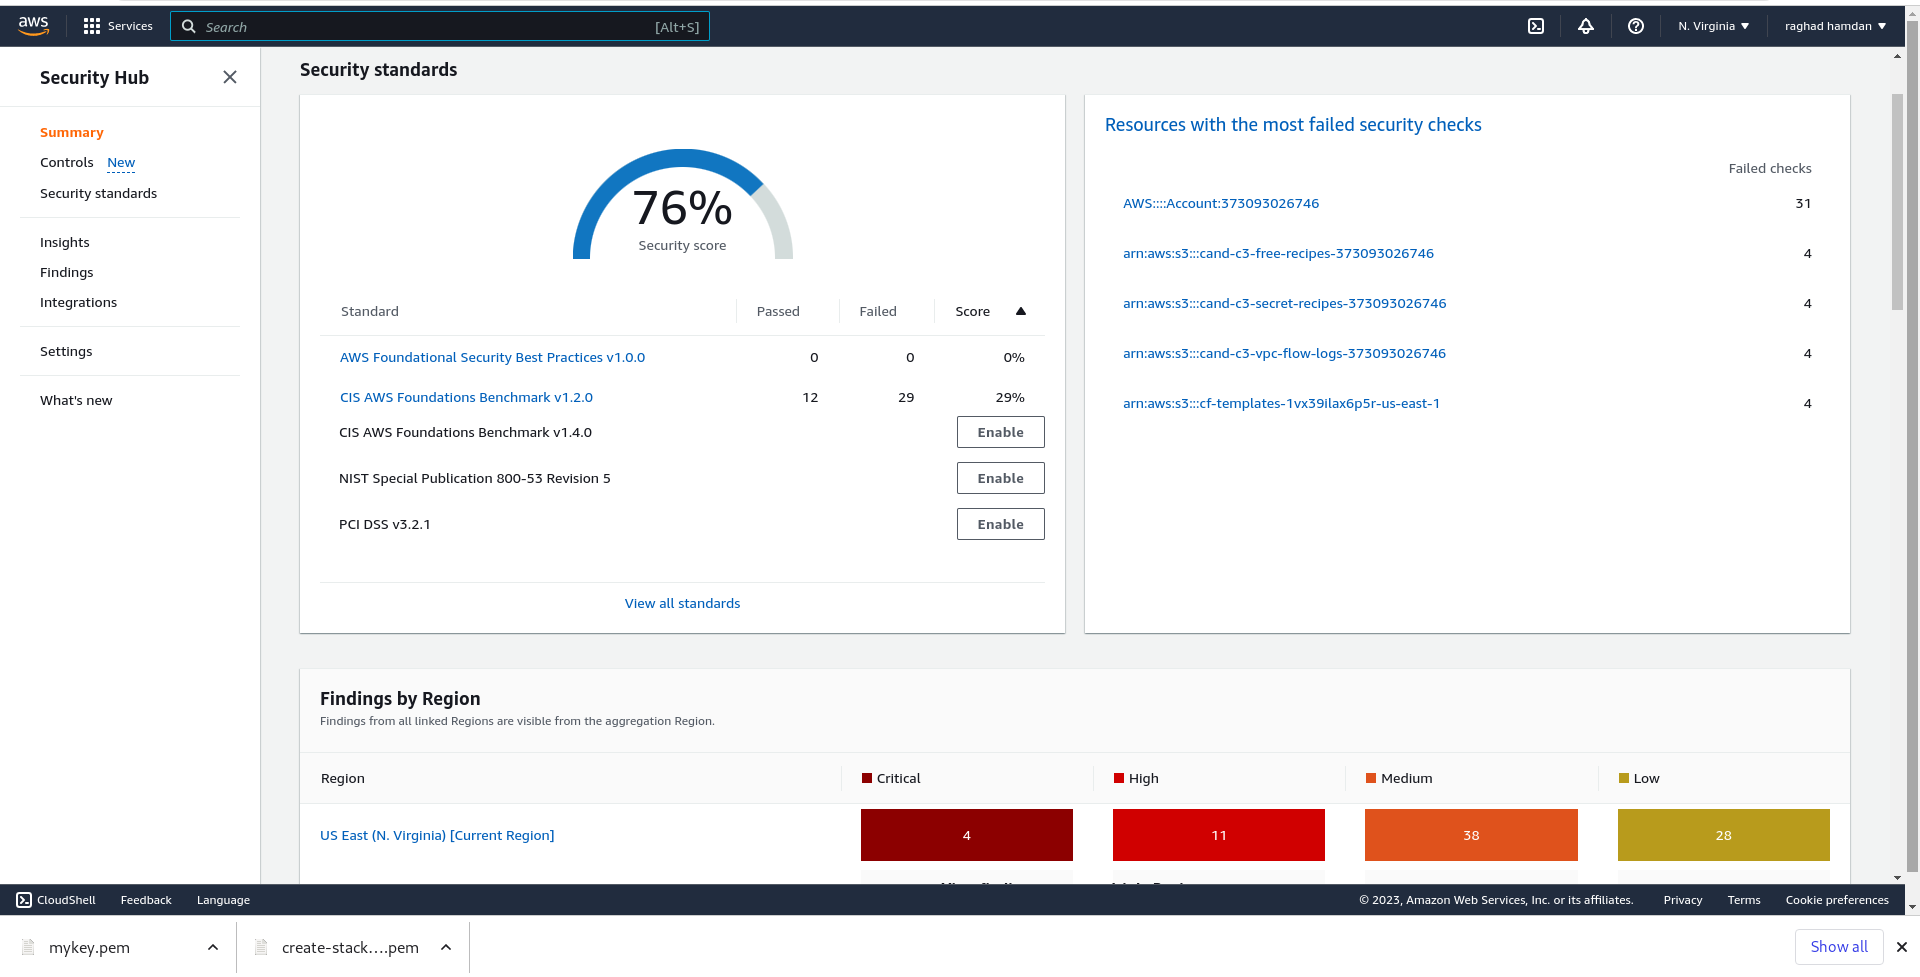 aws
Services
Search [Alt+S]
N. Virginia
raghad hamdan
Security Hub
Summary
Controls New
Security standards
Insights
Findings
Integrations
Settings
What's new
Security standards
76%
Security score
Standard Passed Failed Score
AWS Foundational Security Best Practices v1.0.0 0 0 0%
CIS AWS Foundations Benchmark v1.2.0 12 29 29%
CIS AWS Foundations Benchmark v1.4.0 Enable
NIST Special Publication 800-53 Revision 5 Enable
PCI DSS v3.2.1 Enable
View all standards
Resources with the most failed security checks
Failed checks
AWS::::Account:373093026746 31
arn:aws:s3:::cand-c3-free-recipes-373093026746 4
arn:aws:s3:::cand-c3-secret-recipes-373093026746 4
arn:aws:s3:::cand-c3-vpc-flow-logs-373093026746 4
arn:aws:s3:::cf-templates-1vx39ilax6p5r-us-east-1 4
Findings by Region
Findings from all linked Regions are visible from the aggregation Region.
Region Critical High Medium Low
US East (N. Virginia) [Current Region] 4 11 38 28
CloudShell Feedback Language © 2023, Amazon Web Services, Inc. or its affiliates. Privacy Terms Cookie preferences
mykey.pem create-stack....pem Show all